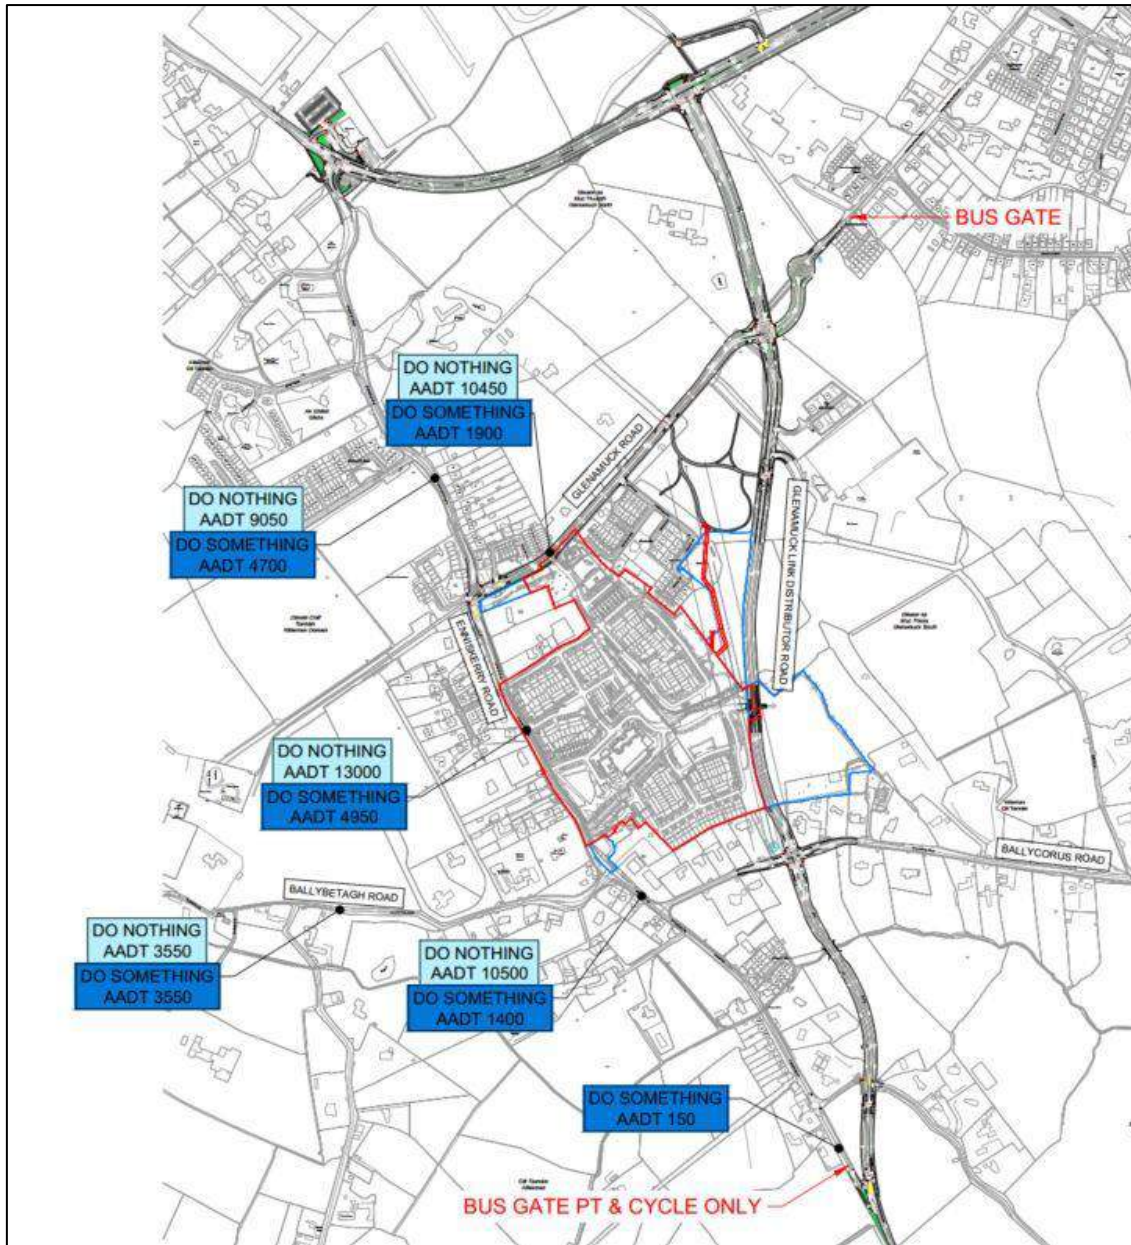 BUS GATE
DO NOTHING
AADT 10450
DO SOMETHING
AADT 1900
GLENAMUCK ROAD
DO NOTHING
AADT 9050
DO SOMETHING
AADT 4700
GLENAMUCK LINK DISTRIBUTOR ROAD
ENNISKERRY ROAD
DO NOTHING
AADT 13000
DO SOMETHING
AADT 4950
BALLYCORUS ROAD
BALLYBETAGH ROAD
DO NOTHING
AADT 3550
DO SOMETHING
AADT 3550
DO NOTHING
AADT 10500
DO SOMETHING
AADT 1400
DO SOMETHING
AADT 150
BUS GATE PT & CYCLE ONLY